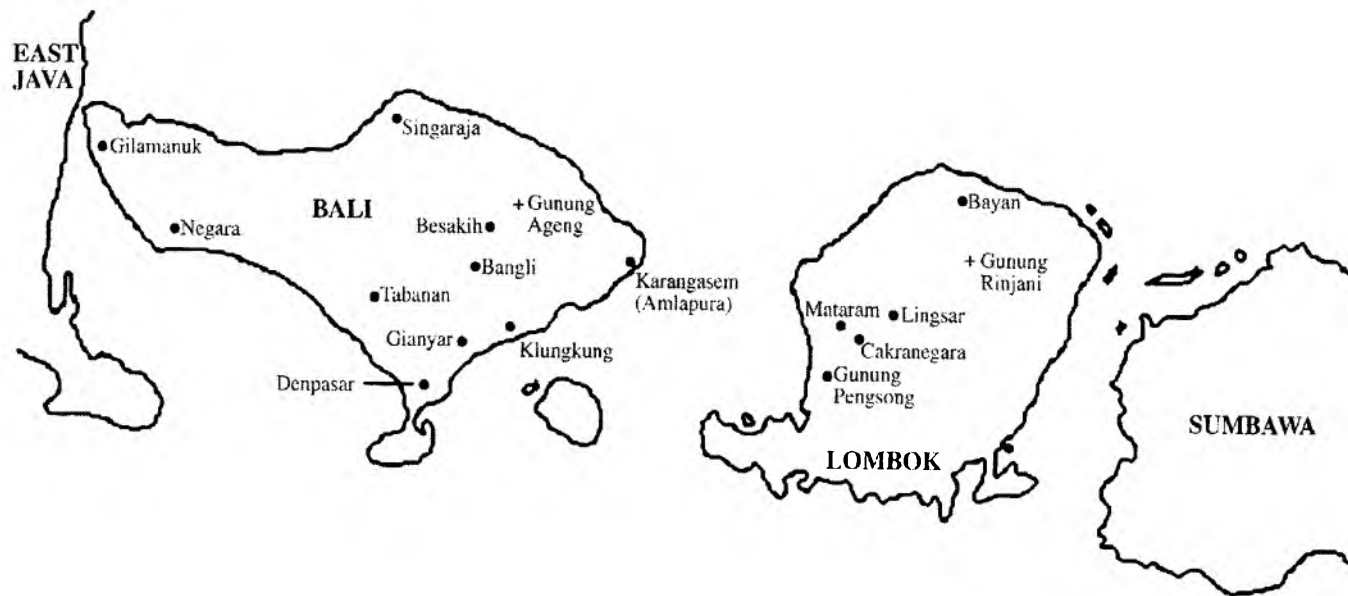 EAST
JAVA
Gilamanuk
Negara
Singaraja
BALI
Besakih
Gunung
Ageng
Bangli
Tabanan
Karangasem
(Amlapura)
Gianyar
Klungkung
Denpasar
Bayan
Gunung
Rinjani
Mataram
Lingsar
Cakranegara
Gunung
Pengsong
LOMBOK
SUMBAWA